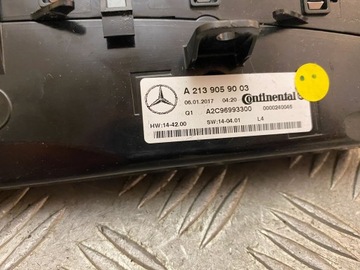 A 213 905 90 03
06.01.2017 04:20 Continental
Q1 A2C96993300 0000240048
HW:14-42.00 SW:14-04.01 L4